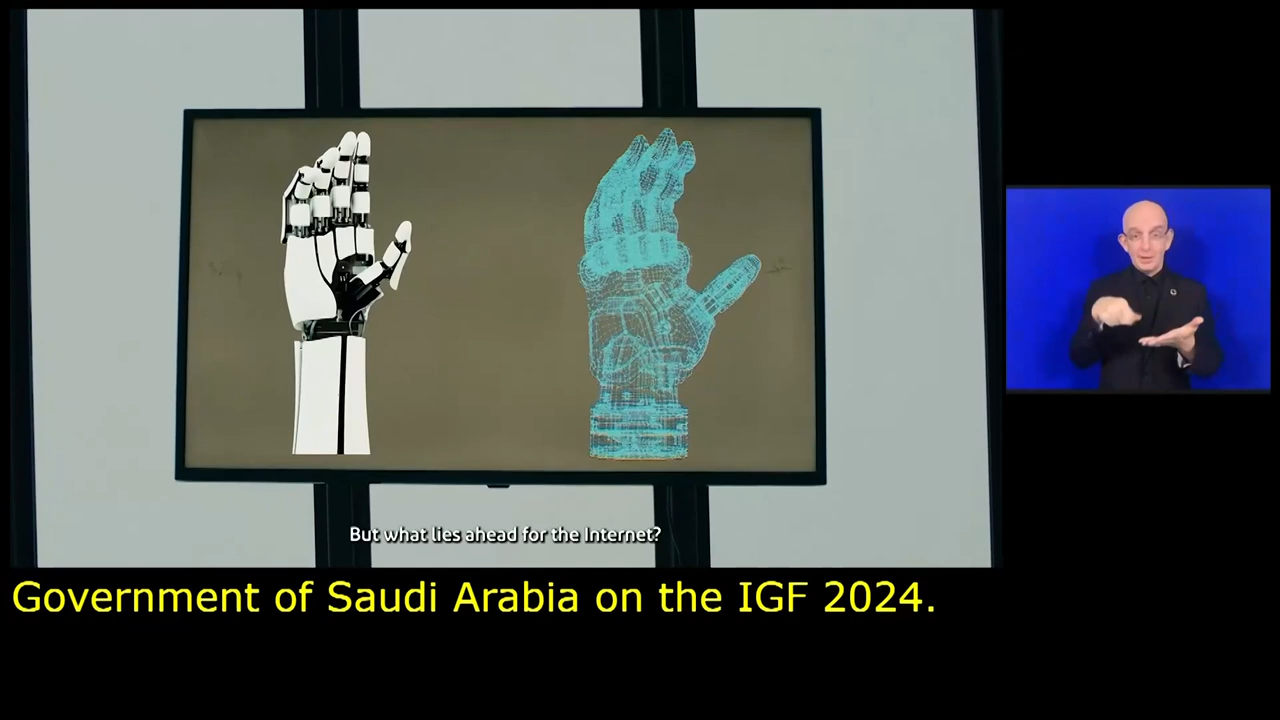 But what lies ahead for the Internet?
Government of Saudi Arabia on the IGF 2024.